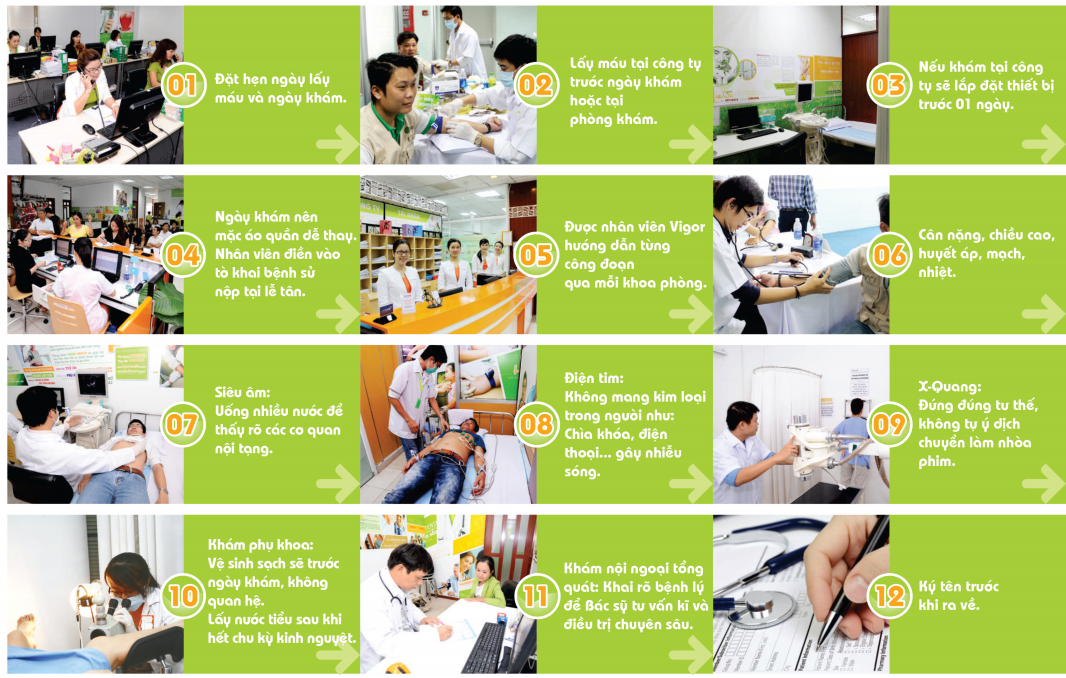 01
Đặt hẹn ngày lấy
máu và ngày khám.
02
Lấy máu tại công ty
trước ngày khám
hoặc tại
phòng khám.
03
Nếu khám tại công
ty sẽ lắp đặt thiết bị
trước 01 ngày.
04
Ngày khám nên
mặc áo quần dễ thay.
Nhân viên điền vào
tờ khai bệnh sử
nộp tại lễ tân.
05
Được nhân viên Vigor
hướng dẫn từng
công đoạn
qua mỗi khoa phòng.
06
Cân nặng, chiều cao,
huyết áp, mạch,
nhiệt.
07
Siêu âm:
Uống nhiều nước để
thấy rõ các cơ quan
nội tạng.
08
Điện tim:
Không mang kim loại
trong người như:
Chìa khóa, điện
thoại... gây nhiễu
sóng.
09
X-Quang:
Đứng đúng tư thế,
không tự ý dịch
chuyển làm nhòa
phim.
10
Khám phụ khoa:
Vệ sinh sạch sẽ trước
ngày khám, không
quan hệ.
Lấy nước tiểu sau khi
hết chu kỳ kinh nguyệt.
11
Khám nội ngoại tổng
quát: Khai rõ bệnh lý
để Bác sỹ tư vấn kĩ và
điều trị chuyên sâu.
12
Ký tên trước
khi ra về.